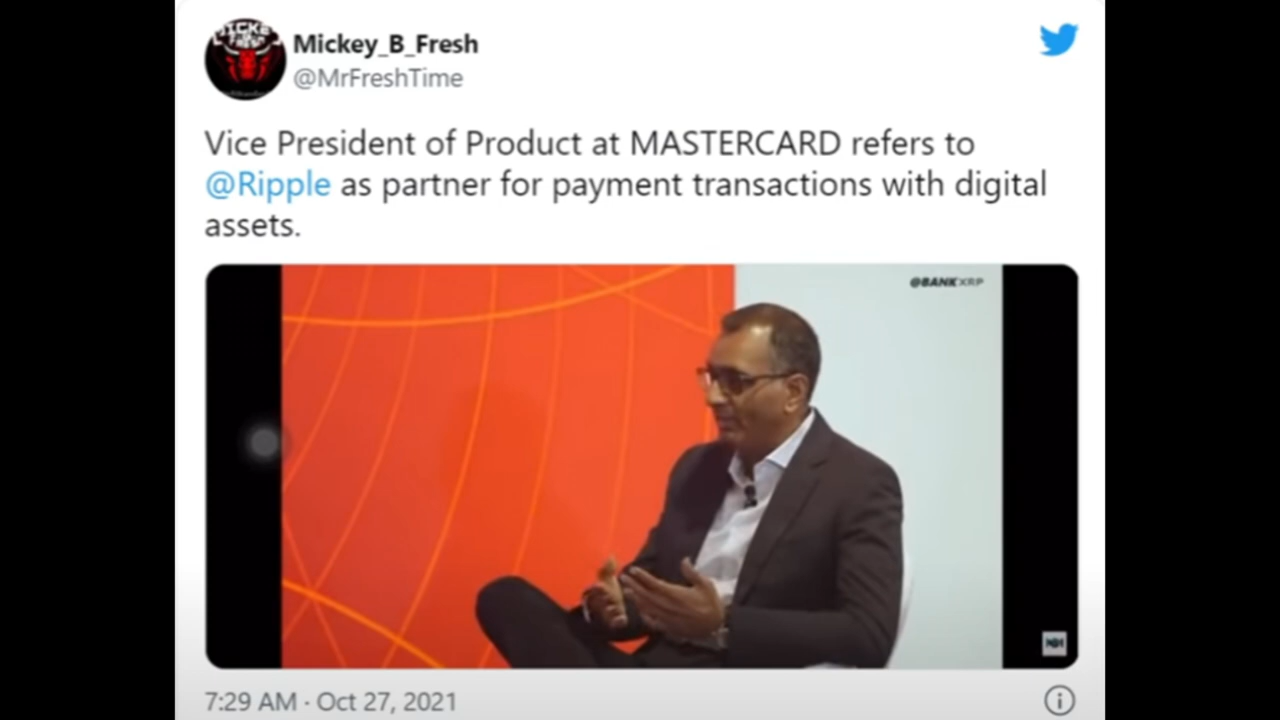 Mickey_B_Fresh
@MrFreshTime
Vice President of Product at MASTERCARD refers to
@Ripple as partner for payment transactions with digital
assets.
@BANKXRP
7:29 AM · Oct 27, 2021